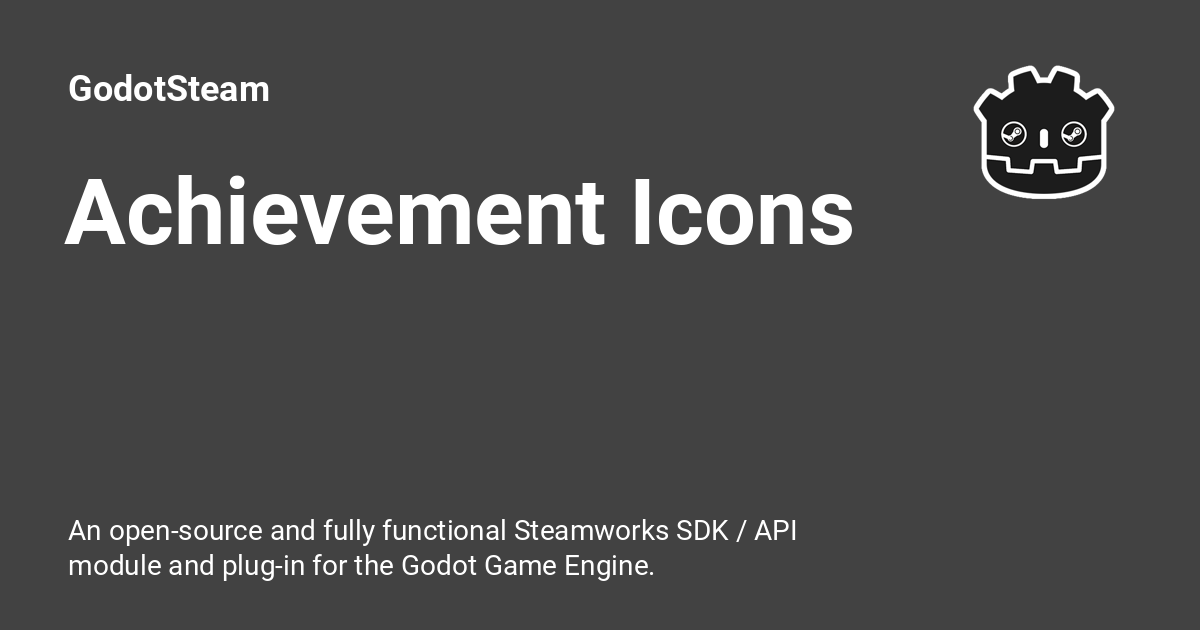 GodotSteam
Achievement Icons
An open-source and fully functional Steamworks SDK / API
module and plug-in for the Godot Game Engine.